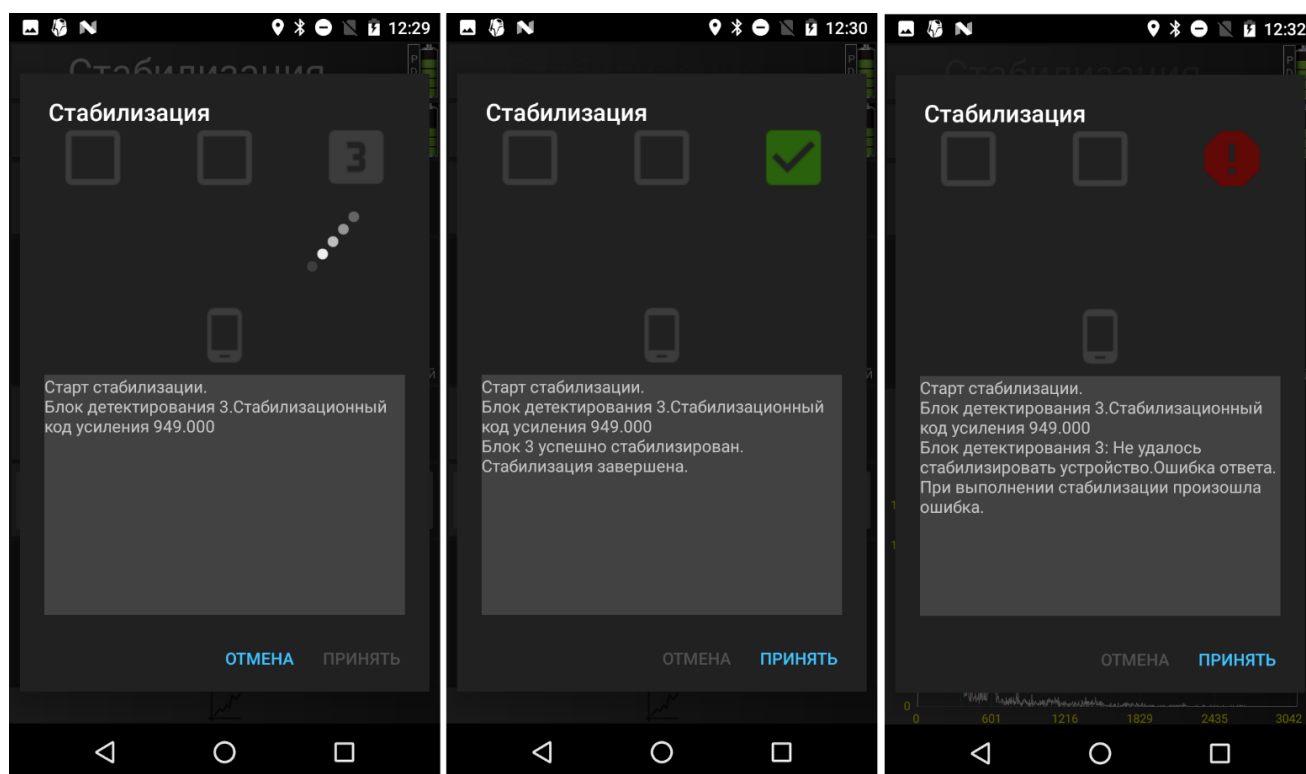 12:29
Стабилизация
P
Стабилизация
3
Старт стабилизации.
Блок детектирования 3.Стабилизационный
код усиления 949.000
ОТМЕНА ПРИНЯТЬ
12:30
P
Стабилизация
Старт стабилизации.
Блок детектирования 3.Стабилизационный
код усиления 949.000
Блок 3 успешно стабилизирован.
Стабилизация завершена.
ОТМЕНА ПРИНЯТЬ
12:32
Стабилизация
P
Стабилизация
Старт стабилизации.
Блок детектирования 3.Стабилизационный
код усиления 949.000
Блок детектирования 3: Не удалось
стабилизировать устройство.Ошибка ответа.
При выполнении стабилизации произошла
ошибка.
ОТМЕНА ПРИНЯТЬ
0
0 601 1216 1829 2435 3042